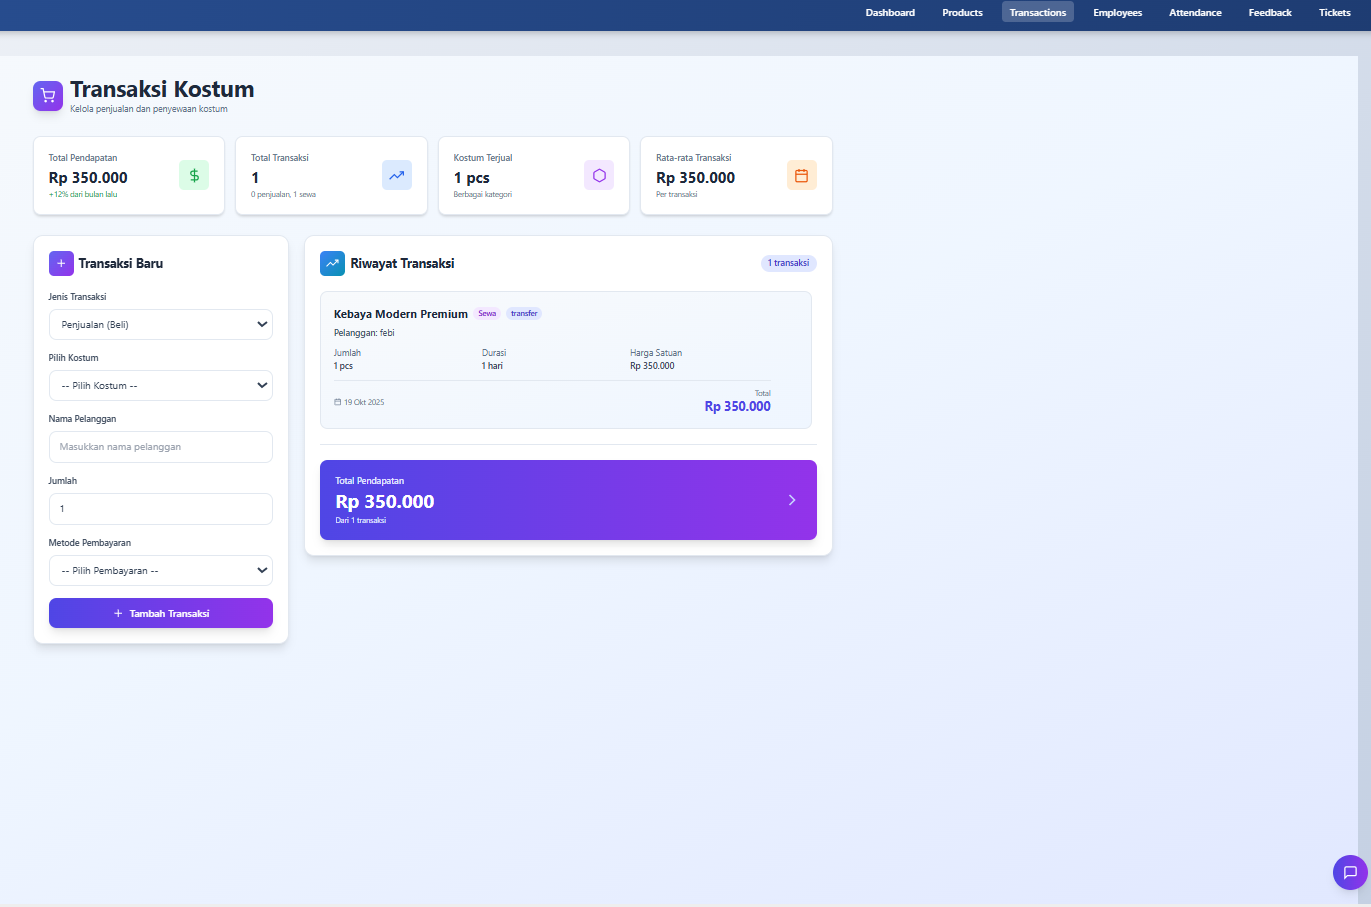 Dashboard Products Transactions Employees Attendance Feedback Tickets
Transaksi Kostum
Kelola penjualan dan penyewaan kostum
Total Pendapatan
Rp 350.000
+12% dari bulan lalu
Total Transaksi
1
0 penjualan, 1 sewa
Kostum Terjual
1 pcs
Berbagai kategori
Rata-rata Transaksi
Rp 350.000
Per transaksi
Transaksi Baru
Jenis Transaksi
Penjualan (Beli)
Pilih Kostum
-- Pilih Kostum --
Nama Pelanggan
Masukkan nama pelanggan
Jumlah
1
Metode Pembayaran
-- Pilih Pembayaran --
+ Tambah Transaksi
Riwayat Transaksi
1 transaksi
Kebaya Modern Premium Sewa transfer
Pelanggan: febi
Jumlah Durasi Harga Satuan
1 pcs 1 hari Rp 350.000
19 Okt 2025
Total
Rp 350.000
Total Pendapatan
Rp 350.000
Dari 1 transaksi